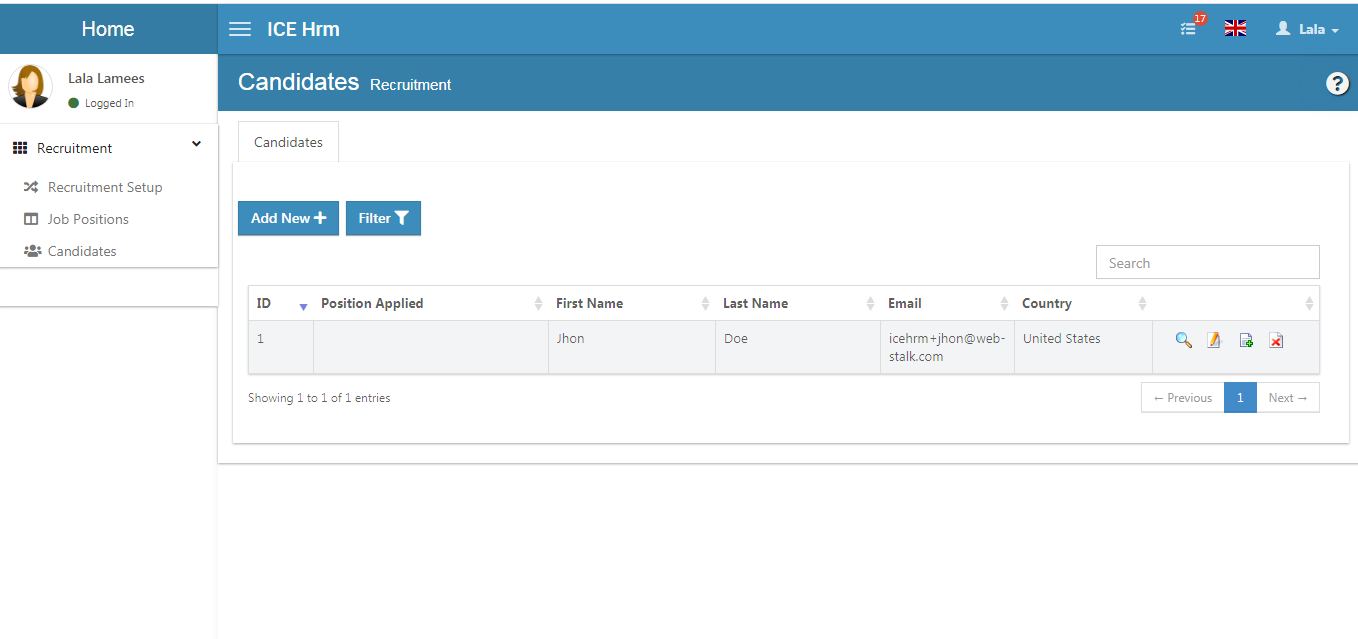 Home
ICE Hrm
17
Lala
Lala Lamees
Logged In
Candidates Recruitment
?
Recruitment
Recruitment Setup
Job Positions
Candidates
Candidates
Add New
Filter
Search
ID Position Applied First Name Last Name Email Country
1 Jhon Doe icehrm+jhon@web-
stalk.com United States
Showing 1 to 1 of 1 entries
← Previous 1 Next →